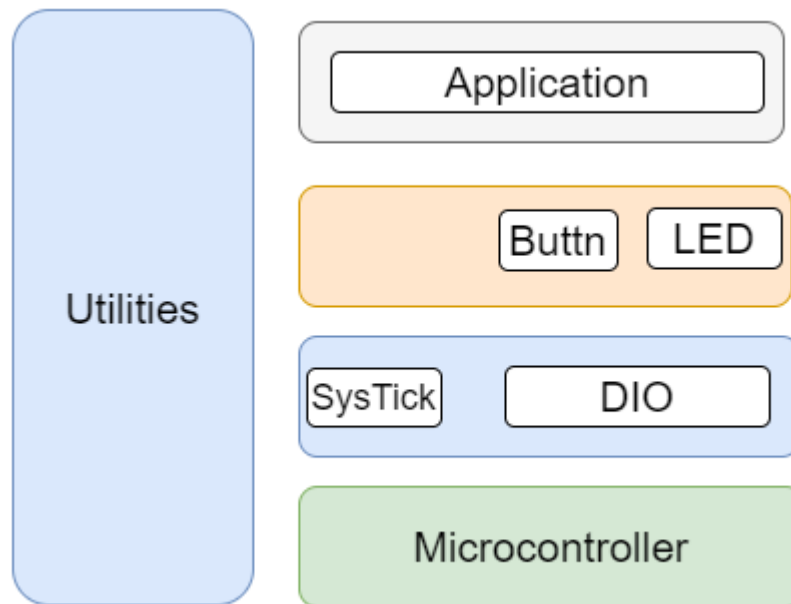 Utilities
Application
Buttn
LED
SysTick
DIO
Microcontroller